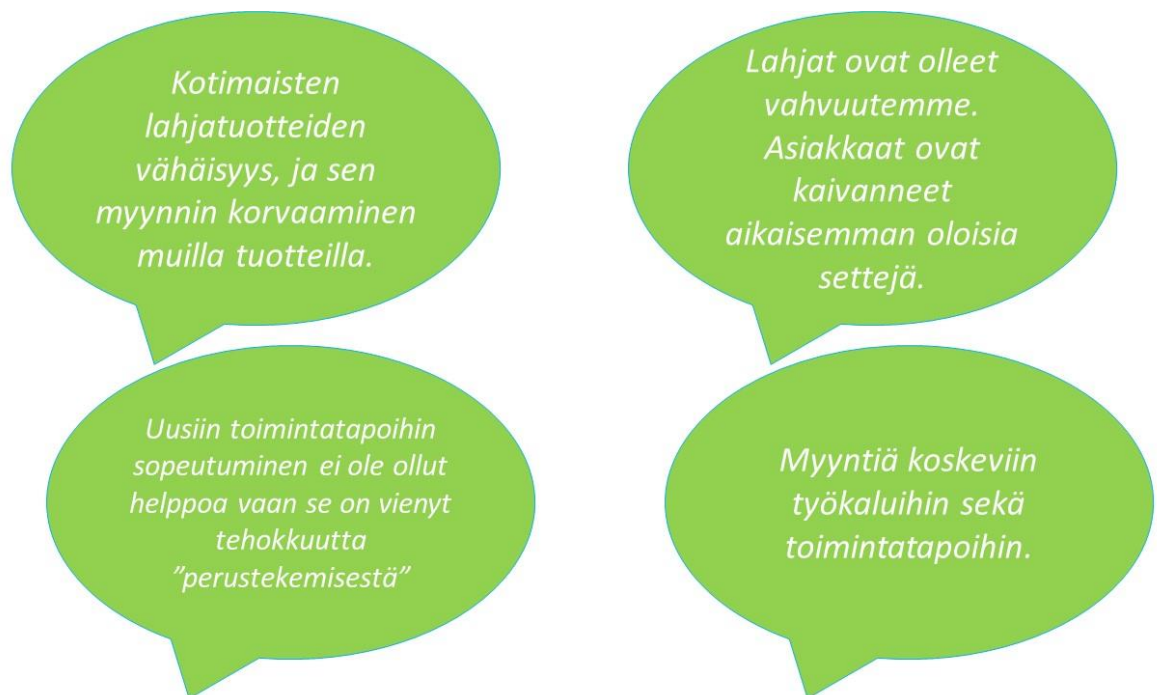 Kotimaisten
lahjatuotteiden
vähäisyys, ja sen
myynnin korvaaminen
muilla tuotteilla.
Lahjat ovat olleet
vahvuutemme.
Asiakkaat ovat
kaivanneet
aikaisemman oloisia
settejä.
Uusiin toimintatapoihin
sopeutuminen ei ole ollut
helppoa vaan se on vienyt
tehokkuutta
”perustekemisestä”
Myyntiä koskeviin
työkaluihin sekä
toimintatapoihin.